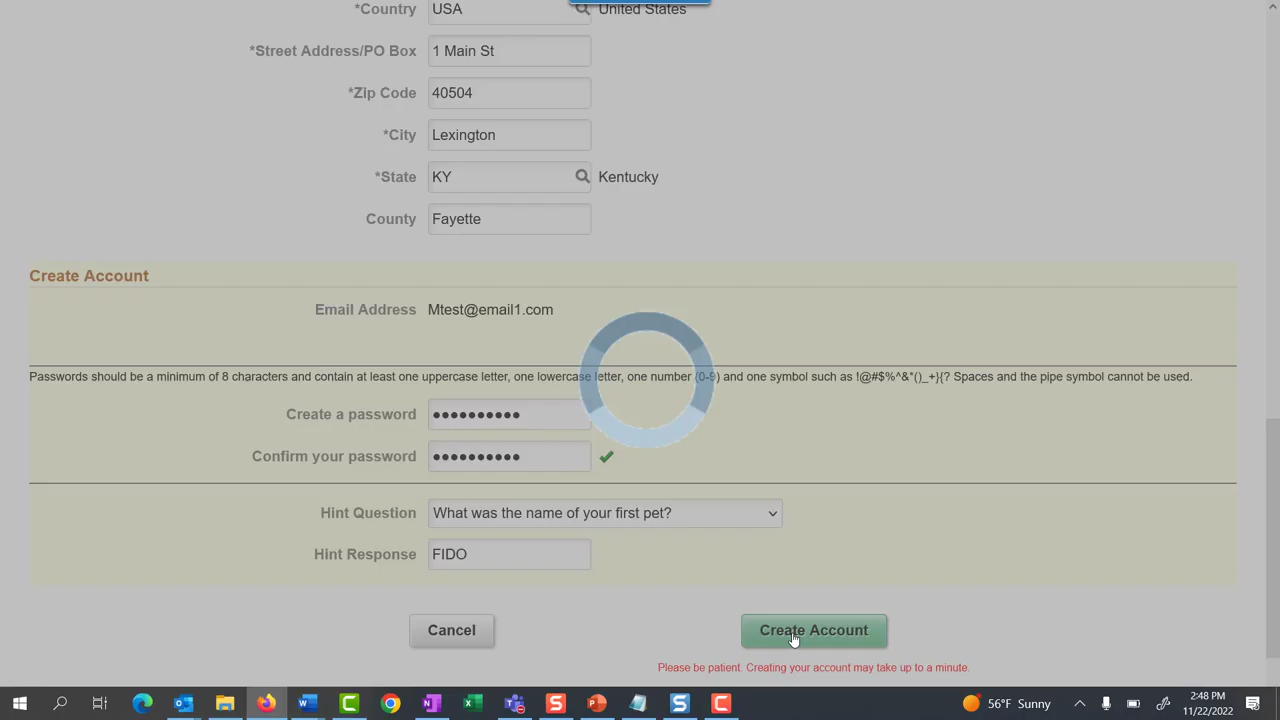 *Country USA United States
*Street Address/PO Box 1 Main St
*Zip Code 40504
*City Lexington
*State KY Kentucky
County Fayette
Create Account
Email Address Mtest@email1.com
Passwords should be a minimum of 8 characters and contain at least one uppercase letter, one lowercase letter, one number (0-9) and one symbol such as !@#$%^&*()_+}{? Spaces and the pipe symbol cannot be used.
Create a password ●●●●●●●●●●
Confirm your password ●●●●●●●●●●
Hint Question What was the name of your first pet?
Hint Response FIDO
Cancel Create Account
Please be patient. Creating your account may take up to a minute.
56°F Sunny 2:48 PM
11/22/2022